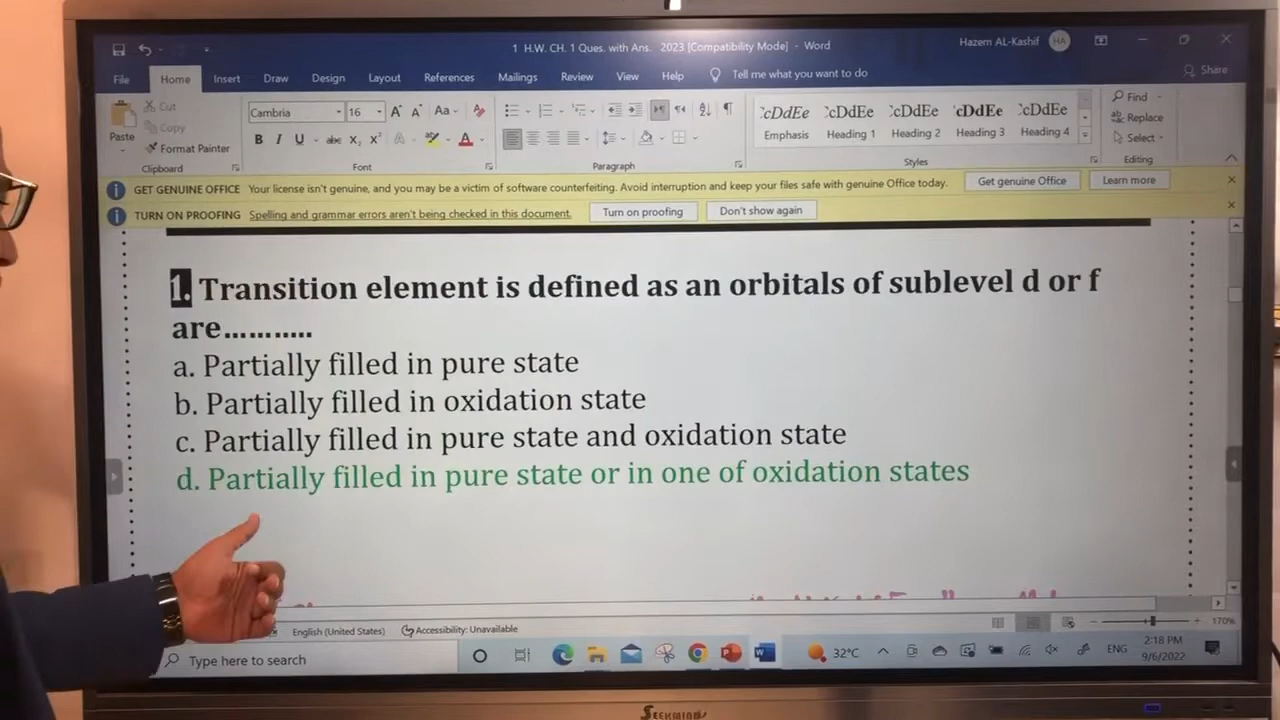 1 H.W. CH. 1 Ques. with Ans. 2023 [Compatibility Mode] - Word
Hazem AL-Kashif
HA
File Home Insert Draw Design Layout References Mailings Review View Help Tell me what you want to do
Share
Paste
Cut
Copy
Format Painter
Clipboard
Cambria 16
Font
Paragraph
Emphasis Heading 1 Heading 2 Heading 3 Heading 4
Styles
Find
Replace
Select
Editing
GET GENUINE OFFICE Your license isn't genuine, and you may be a victim of software counterfeiting. Avoid interruption and keep your files safe with genuine Office today. Get genuine Office Learn more
TURN ON PROOFING Spelling and grammar errors aren't being checked in this document. Turn on proofing Don't show again
1. Transition element is defined as an orbitals of sublevel d or f
are...........
a. Partially filled in pure state
b. Partially filled in oxidation state
c. Partially filled in pure state and oxidation state
d. Partially filled in pure state or in one of oxidation states
English (United States) Accessibility: Unavailable
170%
Type here to search
32°C
ENG
2:18 PM
9/6/2022
SEEKMIND